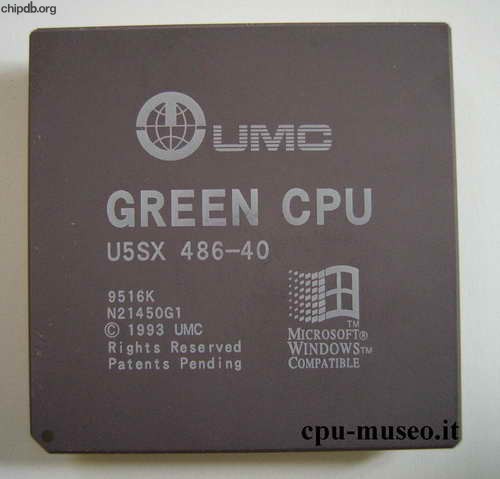 chipdb.org
UMC
GREEN CPU
U5SX 486-40
9516K
N21450G1
© 1993 UMC
Rights Reserved
Patents Pending
TM
MICROSOFT®
WINDOWS™
COMPATIBLE
cpu-museo.it